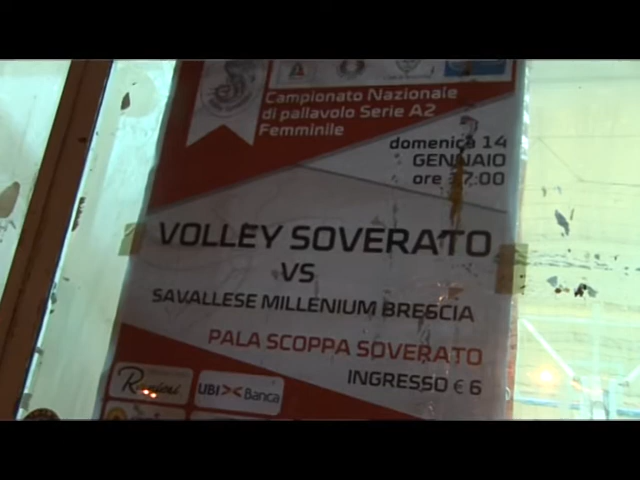 Campionato Nazionale
di pallavolo Serie A2
Femminile
domenica 14
GENNAIO
ore 17:00
VOLLEY SOVERATO
VS
SAVALLESE MILLENIUM BRESCIA
PALA SCOPPA SOVERATO
INGRESSO € 6
UBI Banca